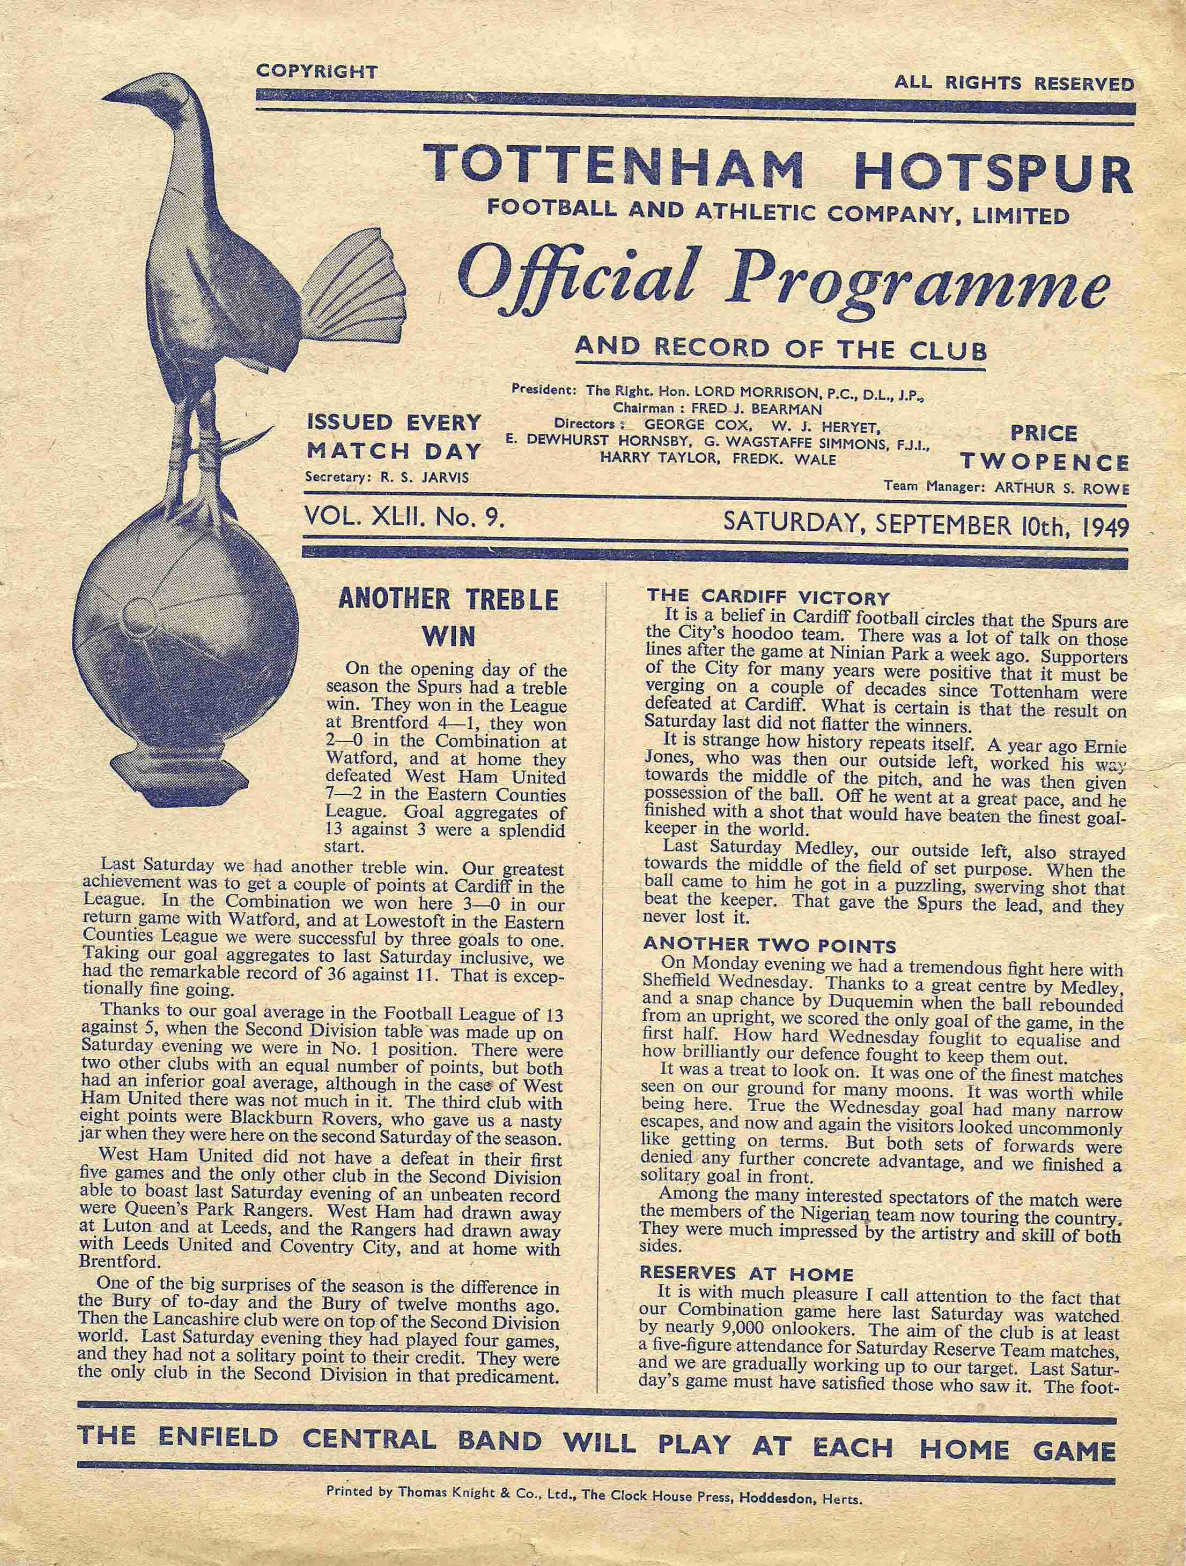 COPYRIGHT
ALL RIGHTS RESERVED
TOTTENHAM HOTSPUR
FOOTBALL AND ATHLETIC COMPANY, LIMITED
Official Programme
AND RECORD OF THE CLUB
President: The Right. Hon. LORD MORRISON, P.C., D.L., J.P.,
Chairman : FRED J. BEARMAN
Directors : GEORGE COX, W. J. HERYET,
E. DEWHURST HORNSBY, G. WAGSTAFFE SIMMONS, F.J.I.,
HARRY TAYLOR, FREDK. WALE
ISSUED EVERY
MATCH DAY
Secretary: R. S. JARVIS
PRICE
TWOPENCE
Team Manager: ARTHUR S. ROWE
VOL. XLII. No. 9.
SATURDAY, SEPTEMBER 10th, 1949
ANOTHER TREBLE
WIN
On the opening day of the
season the Spurs had a treble
win. They won in the League
at Brentford 4—1, they won
2—0 in the Combination at
Watford, and at home they
defeated West Ham United
7—2 in the Eastern Counties
League. Goal aggregates of
13 against 3 were a splendid
start.
Last Saturday we had another treble win. Our greatest
achievement was to get a couple of points at Cardiff in the
League. In the Combination we won here 3—0 in our
return game with Watford, and at Lowestoft in the Eastern
Counties League we were successful by three goals to one.
Taking our goal aggregates to last Saturday inclusive, we
had the remarkable record of 36 against 11. That is excep-
tionally fine going.
Thanks to our goal average in the Football League of 13
against 5, when the Second Division table was made up on
Saturday evening we were in No. 1 position. There were
two other clubs with an equal number of points, but both
had an inferior goal average, although in the case of West
Ham United there was not much in it. The third club with
eight points were Blackburn Rovers, who gave us a nasty
jar when they were here on the second Saturday of the season.
West Ham United did not have a defeat in their first
five games and the only other club in the Second Division
able to boast last Saturday evening of an unbeaten record
were Queen's Park Rangers. West Ham had drawn away
at Luton and at Leeds, and the Rangers had drawn away
with Leeds United and Coventry City, and at home with
Brentford.
One of the big surprises of the season is the difference in
the Bury of to-day and the Bury of twelve months ago.
Then the Lancashire club were on top of the Second Division
world. Last Saturday evening they had played four games,
and they had not a solitary point to their credit. They were
the only club in the Second Division in that predicament.
THE CARDIFF VICTORY
It is a belief in Cardiff football circles that the Spurs are
the City's hoodoo team. There was a lot of talk on those
lines after the game at Ninian Park a week ago. Supporters
of the City for many years were positive that it must be
verging on a couple of decades since Tottenham were
defeated at Cardiff. What is certain is that the result on
Saturday last did not flatter the winners.
It is strange how history repeats itself. A year ago Ernie
Jones, who was then our outside left, worked his way
towards the middle of the pitch, and he was then given
possession of the ball. Off he went at a great pace, and he
finished with a shot that would have beaten the finest goal-
keeper in the world.
Last Saturday Medley, our outside left, also strayed
towards the middle of the field of set purpose. When the
ball came to him he got in a puzzling, swerving shot that
beat the keeper. That gave the Spurs the lead, and they
never lost it.
ANOTHER TWO POINTS
On Monday evening we had a tremendous fight here with
Sheffield Wednesday. Thanks to a great centre by Medley,
and a snap chance by Duquemin when the ball rebounded
from an upright, we scored the only goal of the game, in the
first half. How hard Wednesday fought to equalise and
how brilliantly our defence fought to keep them out.
It was a treat to look on. It was one of the finest matches
seen on our ground for many moons. It was worth while
being here. True the Wednesday goal had many narrow
escapes, and now and again the visitors looked uncommonly
like getting on terms. But both sets of forwards were
denied any further concrete advantage, and we finished a
solitary goal in front.
Among the many interested spectators of the match were
the members of the Nigerian team now touring the country.
They were much impressed by the artistry and skill of both
sides.
RESERVES AT HOME
It is with much pleasure I call attention to the fact that
our Combination game here last Saturday was watched
by nearly 9,000 onlookers. The aim of the club is at least
a five-figure attendance for Saturday Reserve Team matches,
and we are gradually working up to our target. Last Satur-
day's game must have satisfied those who saw it. The foot-
THE ENFIELD CENTRAL BAND WILL PLAY AT EACH HOME GAME
Printed by Thomas Knight & Co., Ltd., The Clock House Press, Hoddesdon, Herts.